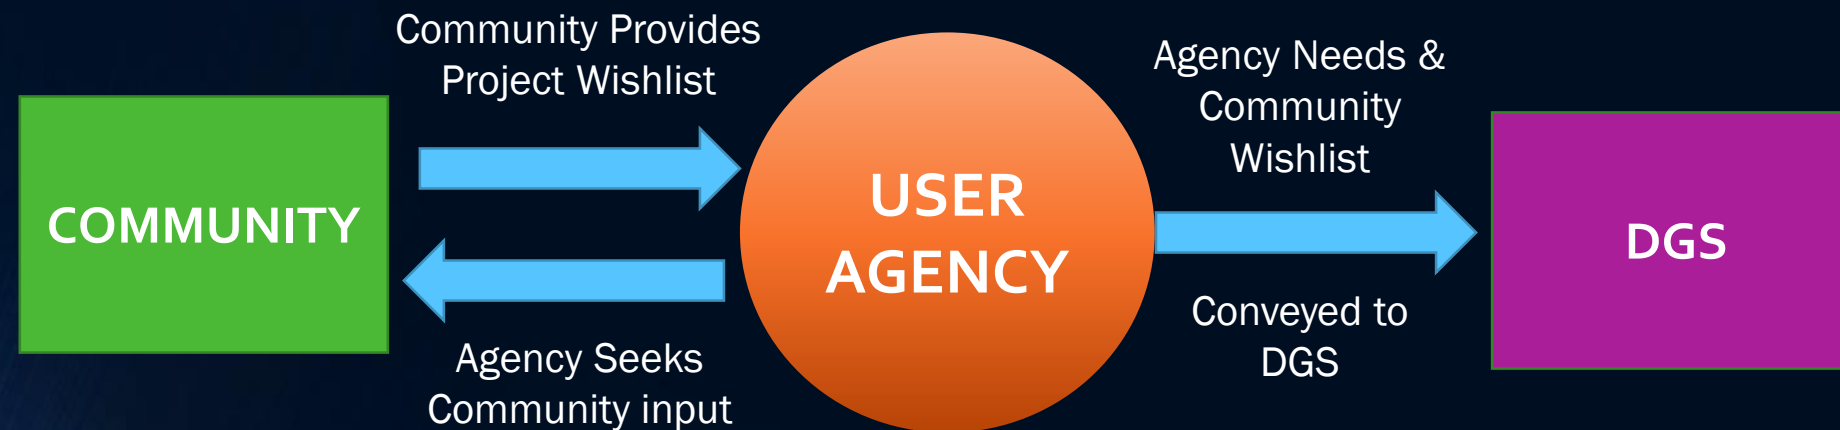 Community Provides
Project Wishlist
COMMUNITY
Agency Seeks
Community input
USER
AGENCY
Agency Needs &
Community
Wishlist
Conveyed to
DGS
DGS